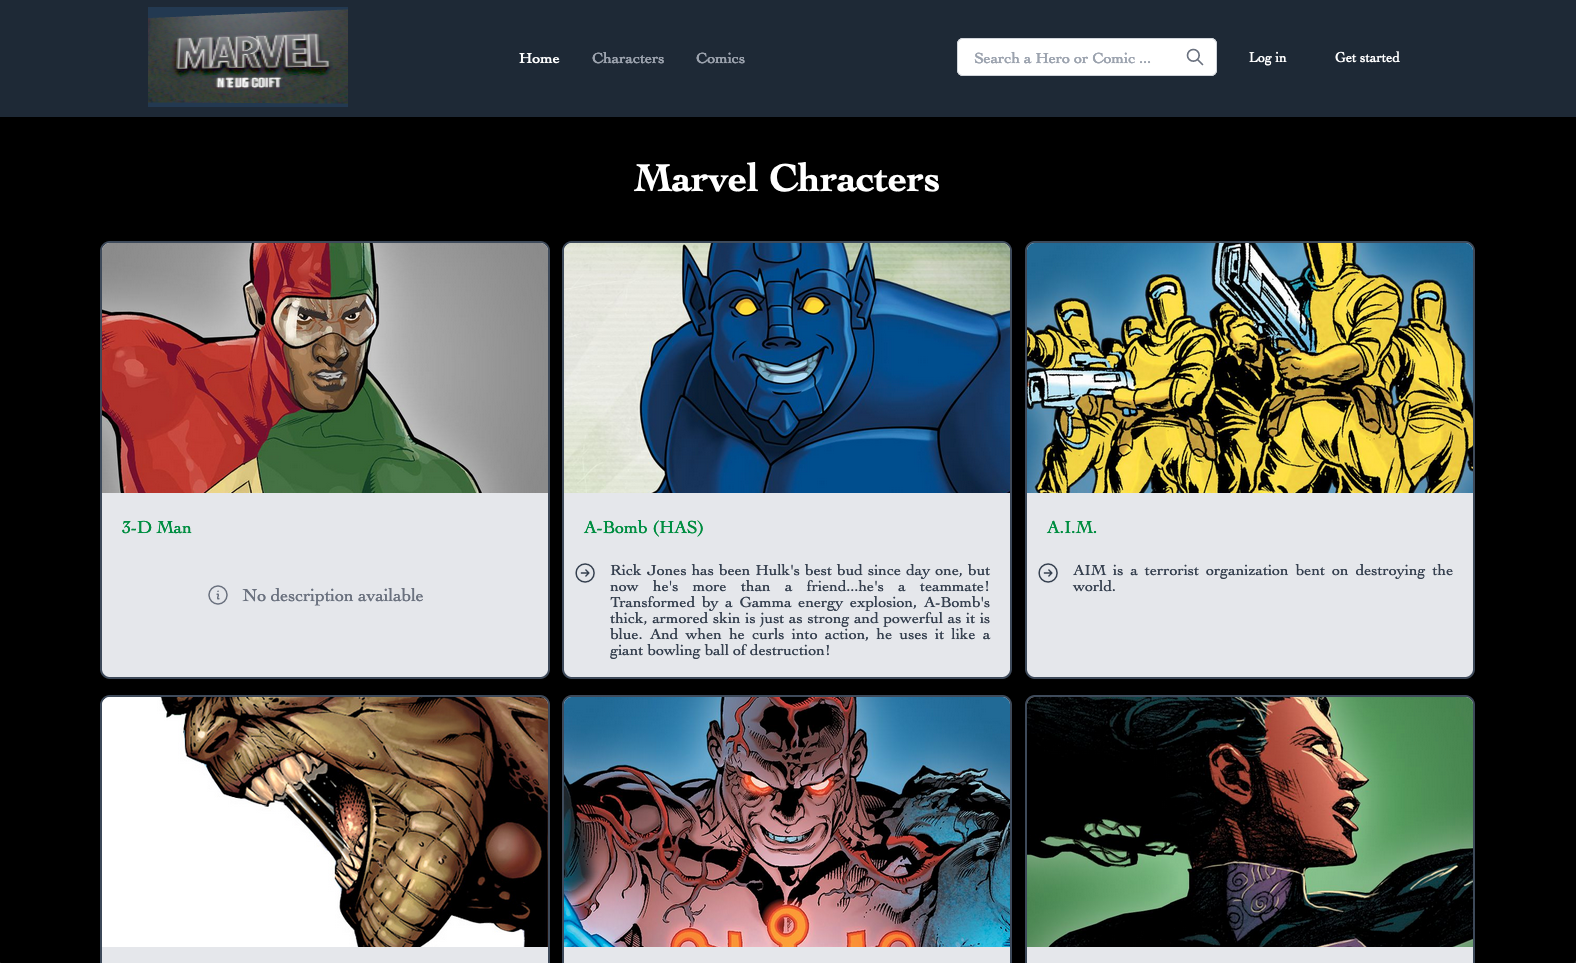 MARVEL
Home
Characters
Comics
Search a Hero or Comic ...
Log in
Get started
Marvel Chracters
3-D Man
No description available
A-Bomb (HAS)
Rick Jones has been Hulk's best bud since day one, but
now he's more than a friend...he's a teammate!
Transformed by a Gamma energy explosion, A-Bomb's
thick, armored skin is just as strong and powerful as it is
blue. And when he curls into action, he uses it like a
giant bowling ball of destruction!
A.I.M.
AIM is a terrorist organization bent on destroying the
world.